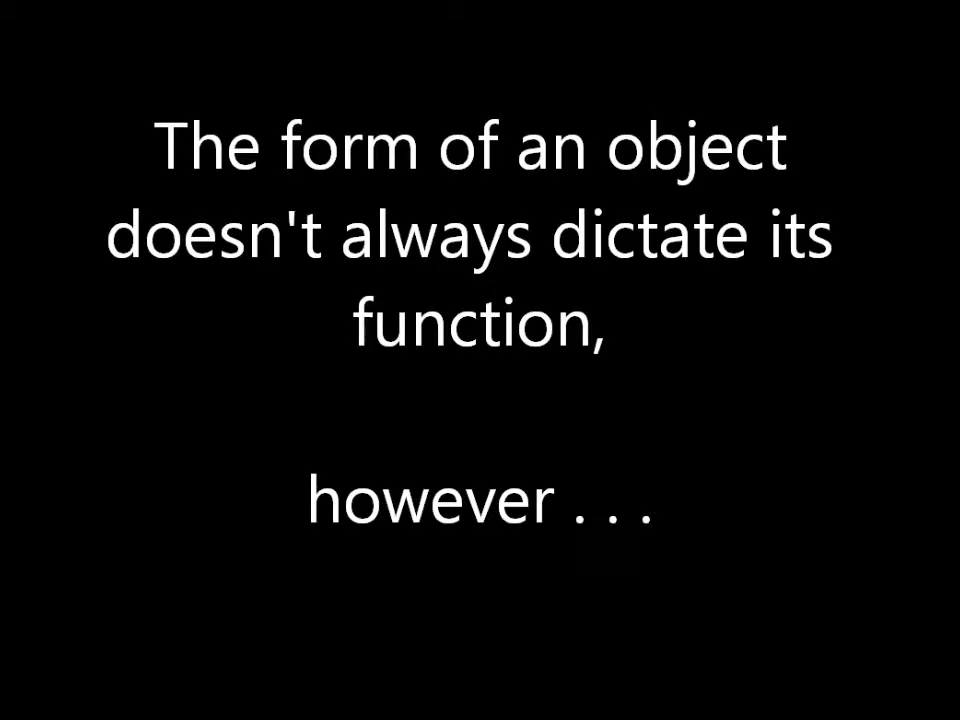 The form of an object
doesn't always dictate its
function,
however . . .